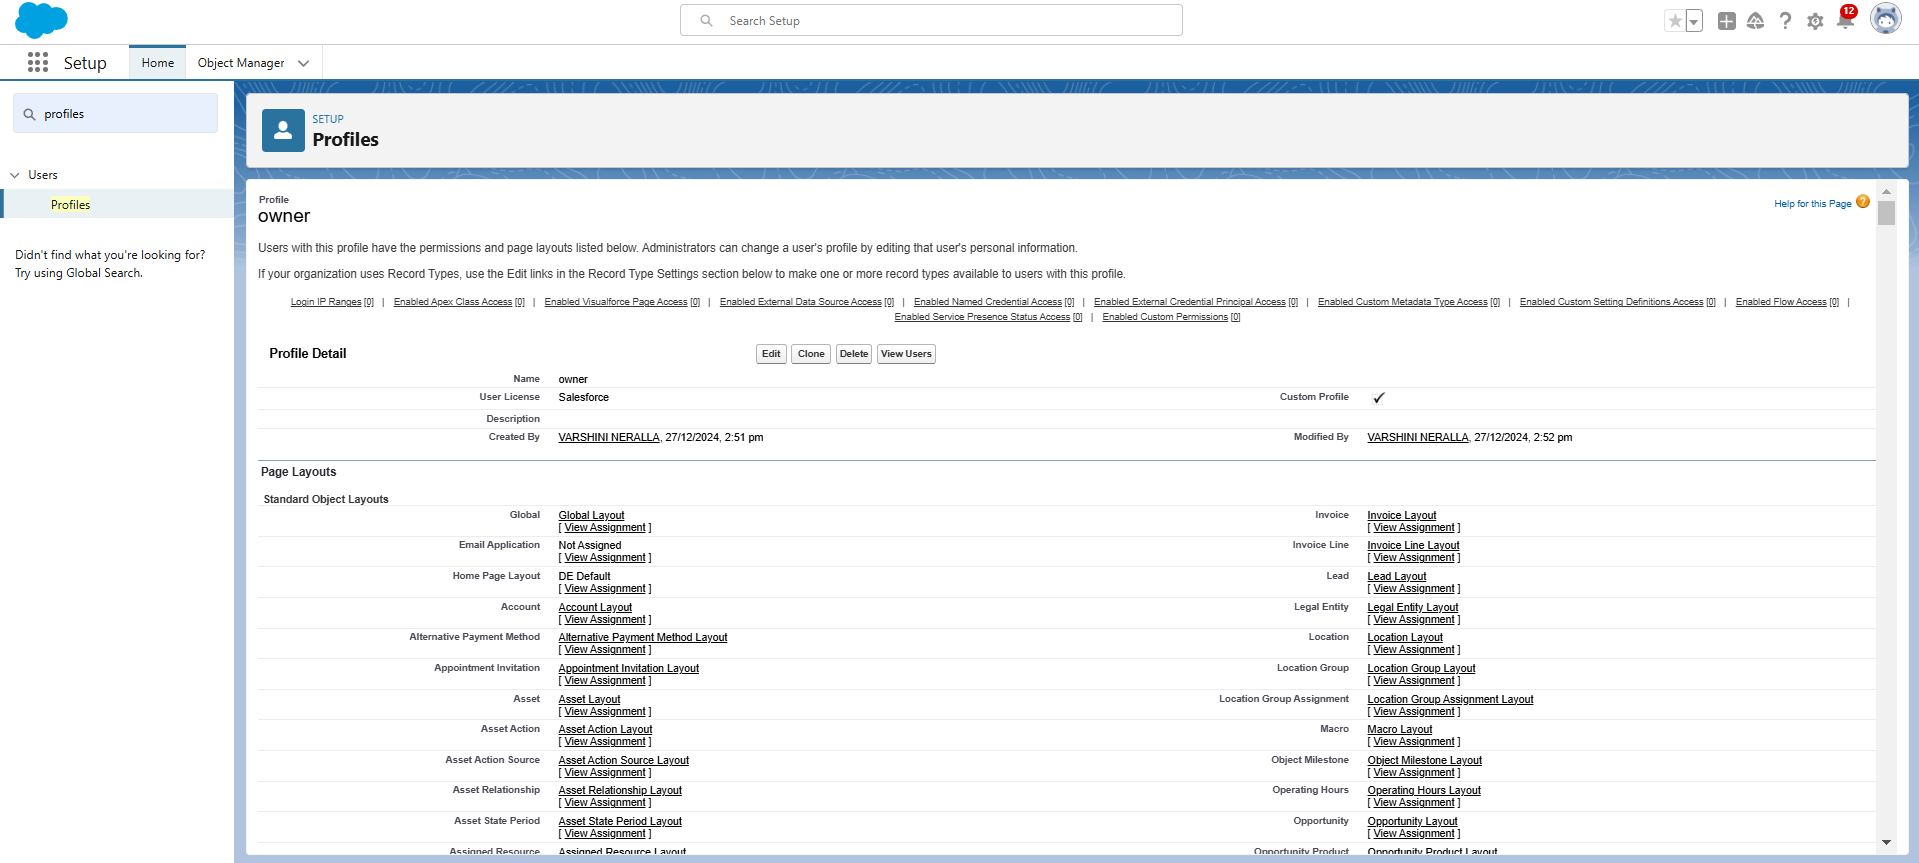 Search Setup
12
Setup
Home
Object Manager
profiles
Users
Profiles
Didn't find what you're looking for?
Try using Global Search.
SETUP
Profiles
Profile
owner
Help for this Page
Users with this profile have the permissions and page layouts listed below. Administrators can change a user's profile by editing that user's personal information.
If your organization uses Record Types, use the Edit links in the Record Type Settings section below to make one or more record types available to users with this profile.
Login IP Ranges [0] | Enabled Apex Class Access [0] | Enabled Visualforce Page Access [0] | Enabled External Data Source Access [0] | Enabled Named Credential Access [0] | Enabled External Credential Principal Access [0] | Enabled Custom Metadata Type Access [0] | Enabled Custom Setting Definitions Access [0] | Enabled Flow Access [0] |
Enabled Service Presence Status Access [0] | Enabled Custom Permissions [0]
Profile Detail Edit Clone Delete View Users
Name owner
User License Salesforce Custom Profile ✓
Description
Created By VARSHINI NERALLA, 27/12/2024, 2:51 pm Modified By VARSHINI NERALLA, 27/12/2024, 2:52 pm
Page Layouts
Standard Object Layouts
Global Global Layout Invoice Invoice Layout
[ View Assignment ] [ View Assignment ]
Email Application Not Assigned Invoice Line Invoice Line Layout
[ View Assignment ] [ View Assignment ]
Home Page Layout DE Default Lead Lead Layout
[ View Assignment ] [ View Assignment ]
Account Account Layout Legal Entity Legal Entity Layout
[ View Assignment ] [ View Assignment ]
Alternative Payment Method Alternative Payment Method Layout Location Location Layout
[ View Assignment ] [ View Assignment ]
Appointment Invitation Appointment Invitation Layout Location Group Location Group Layout
[ View Assignment ] [ View Assignment ]
Asset Asset Layout Location Group Assignment Location Group Assignment Layout
[ View Assignment ] [ View Assignment ]
Asset Action Asset Action Layout Macro Macro Layout
[ View Assignment ] [ View Assignment ]
Asset Action Source Asset Action Source Layout Object Milestone Object Milestone Layout
[ View Assignment ] [ View Assignment ]
Asset Relationship Asset Relationship Layout Operating Hours Operating Hours Layout
[ View Assignment ] [ View Assignment ]
Asset State Period Asset State Period Layout Opportunity Opportunity Layout
[ View Assignment ] [ View Assignment ]
Assigned Resource Assigned Resource Layout Opportunity Product Opportunity Product Layout